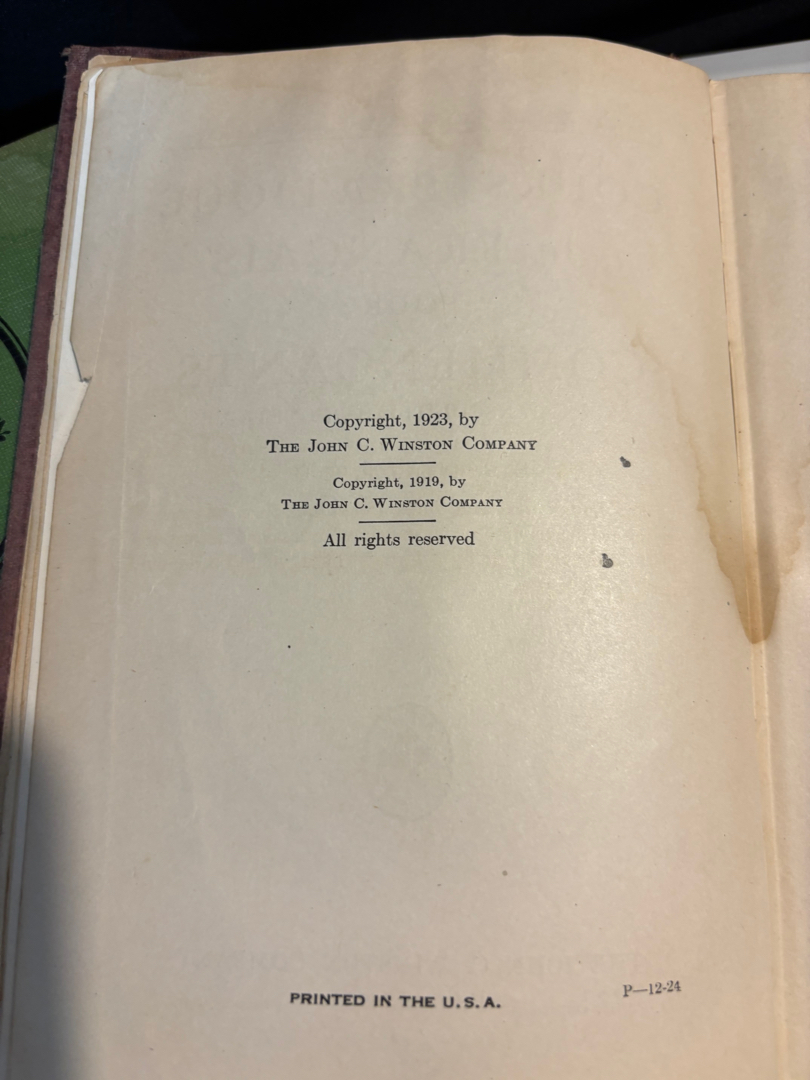 Copyright, 1923, by
The John C. Winston Company
Copyright, 1919, by
The John C. Winston Company
All rights reserved
PRINTED IN THE U.S.A.
P—12-24